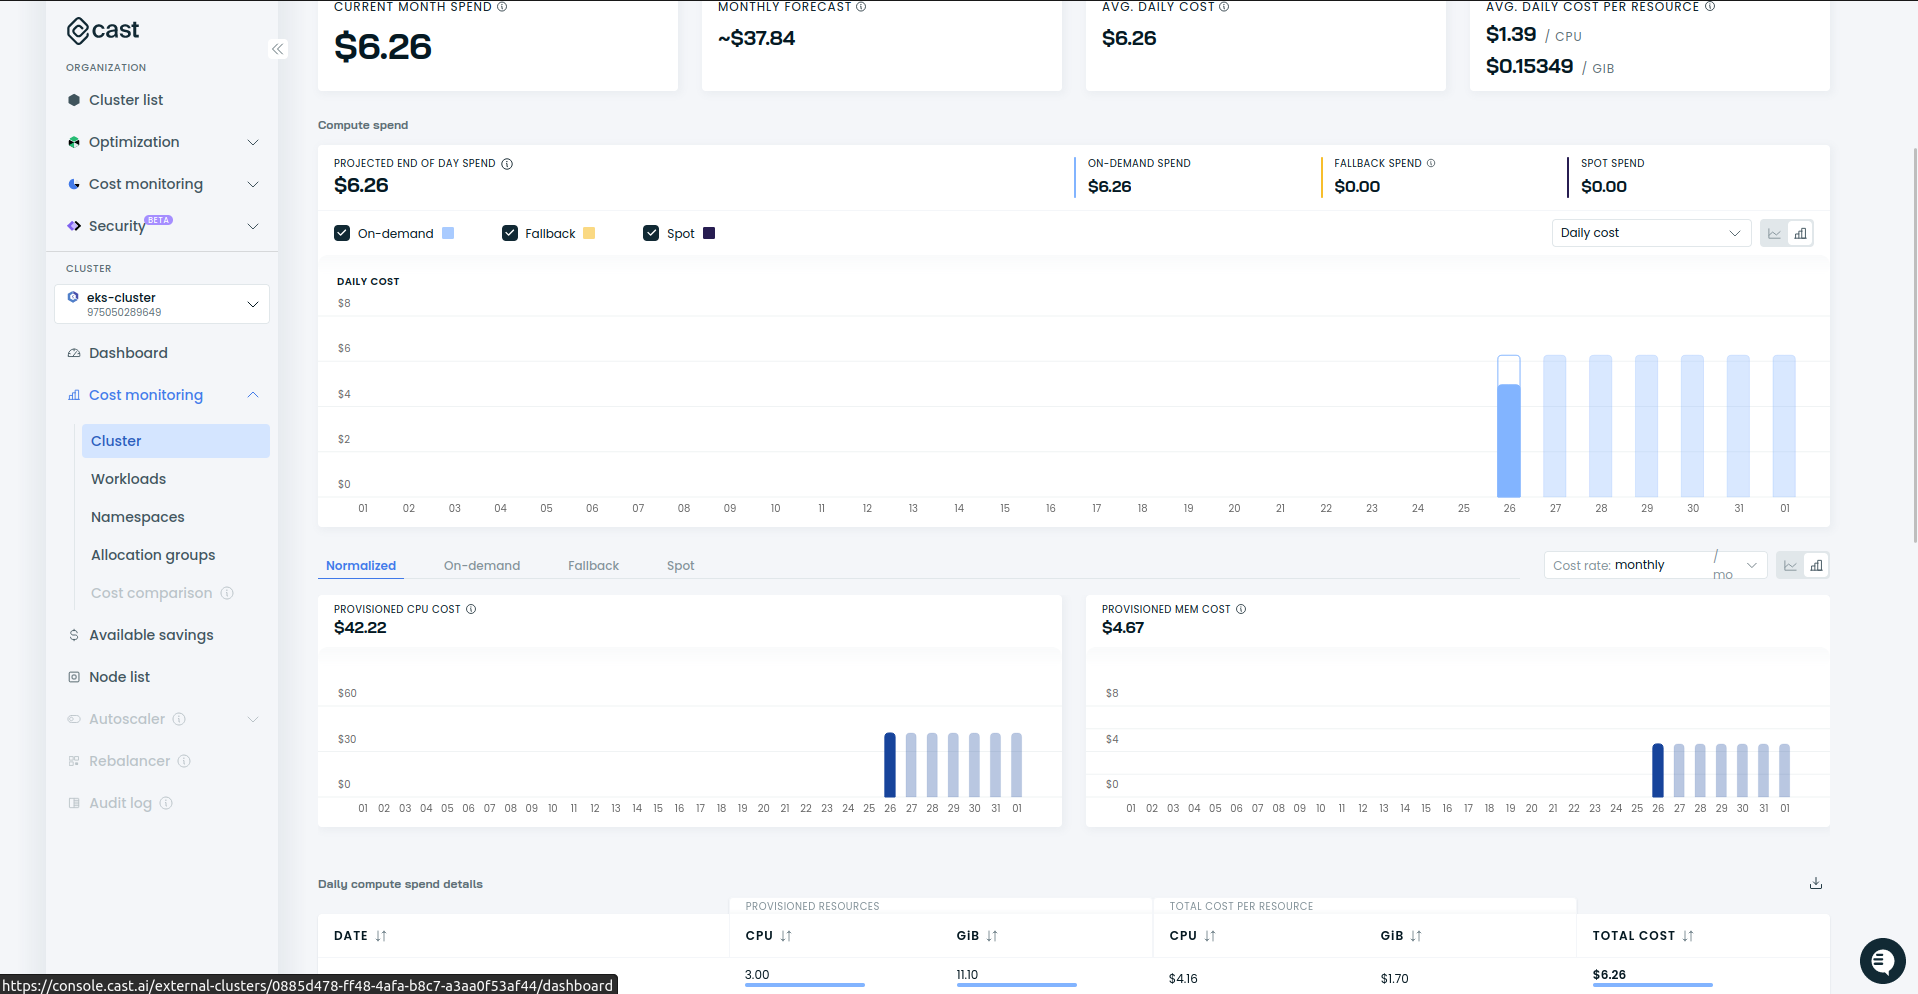 cast
ORGANIZATION
Cluster list
Optimization
Cost monitoring
Security BETA
CLUSTER
eks-cluster
975050289649
Dashboard
Cost monitoring
Cluster
Workloads
Namespaces
Allocation groups
Cost comparison
Available savings
Node list
Autoscaler
Rebalancer
Audit log
CURRENT MONTH SPEND
$6.26
MONTHLY FORECAST
~$37.84
AVG. DAILY COST
$6.26
AVG. DAILY COST PER RESOURCE
$1.39 / CPU
$0.15349 / GIB
Compute spend
PROJECTED END OF DAY SPEND
$6.26
ON-DEMAND SPEND
$6.26
FALLBACK SPEND
$0.00
SPOT SPEND
$0.00
On-demand Fallback Spot
Daily cost
DAILY COST
$8
$6
$4
$2
$0
01 02 03 04 05 06 07 08 09 10 11 12 13 14 15 16 17 18 19 20 21 22 23 24 25 26 27 28 29 30 31 01
Normalized On-demand Fallback Spot
Cost rate: monthly / mo
PROVISIONED CPU COST
$42.22
$60
$30
$0
01 02 03 04 05 06 07 08 09 10 11 12 13 14 15 16 17 18 19 20 21 22 23 24 25 26 27 28 29 30 31 01
PROVISIONED MEM COST
$4.67
$8
$4
$0
01 02 03 04 05 06 07 08 09 10 11 12 13 14 15 16 17 18 19 20 21 22 23 24 25 26 27 28 29 30 31 01
Daily compute spend details
PROVISIONED RESOURCES TOTAL COST PER RESOURCE
DATE CPU GiB CPU GiB TOTAL COST
3.00 11.10 $4.16 $1.70 $6.26
https://console.cast.ai/external-clusters/0885d478-ff48-4afa-b8c7-a3aa0f53af44/dashboard